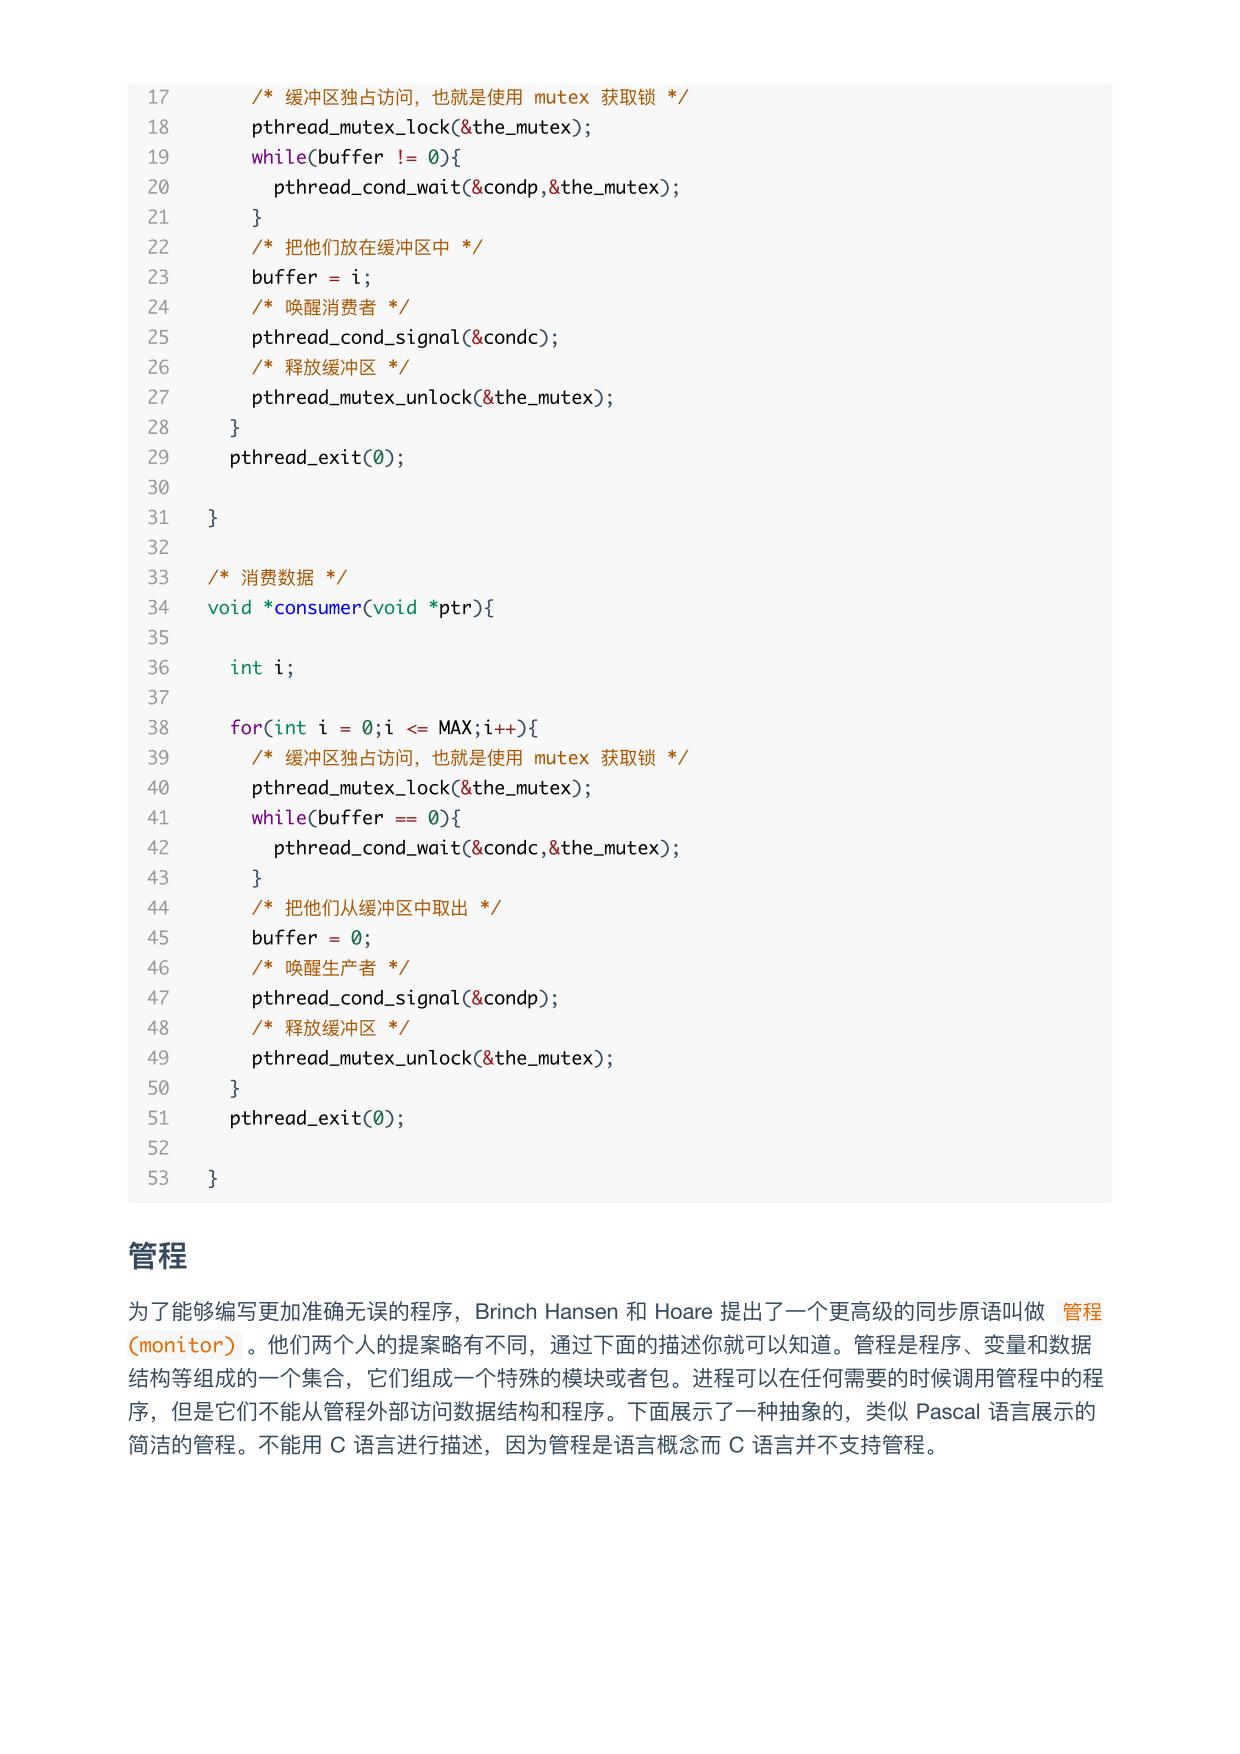 17 /* 缓冲区独占访问，也就是使用 mutex 获取锁 */
18 pthread_mutex_lock(&the_mutex);
19 while(buffer != 0){
20 pthread_cond_wait(&condp,&the_mutex);
21 }
22 /* 把他们放在缓冲区中 */
23 buffer = i;
24 /* 唤醒消费者 */
25 pthread_cond_signal(&condc);
26 /* 释放缓冲区 */
27 pthread_mutex_unlock(&the_mutex);
28 }
29 pthread_exit(0);
30
31 }
32
33 /* 消费数据 */
34 void *consumer(void *ptr){
35
36 int i;
37
38 for(int i = 0;i <= MAX;i++){
39 /* 缓冲区独占访问，也就是使用 mutex 获取锁 */
40 pthread_mutex_lock(&the_mutex);
41 while(buffer == 0){
42 pthread_cond_wait(&condc,&the_mutex);
43 }
44 /* 把他们从缓冲区中取出 */
45 buffer = 0;
46 /* 唤醒生产者 */
47 pthread_cond_signal(&condp);
48 /* 释放缓冲区 */
49 pthread_mutex_unlock(&the_mutex);
50 }
51 pthread_exit(0);
52
53 }
管程
为了能够编写更加准确无误的程序，Brinch Hansen 和 Hoare 提出了一个更高级的同步原语叫做 管程
(monitor) 。他们两个人的提案略有不同，通过下面的描述你就可以知道。管程是程序、变量和数据
结构等组成的一个集合，它们组成一个特殊的模块或者包。进程可以在任何需要的时候调用管程中的程
序，但是它们不能从管程外部访问数据结构和程序。下面展示了一种抽象的，类似 Pascal 语言展示的
简洁的管程。不能用 C 语言进行描述，因为管程是语言概念而 C 语言并不支持管程。